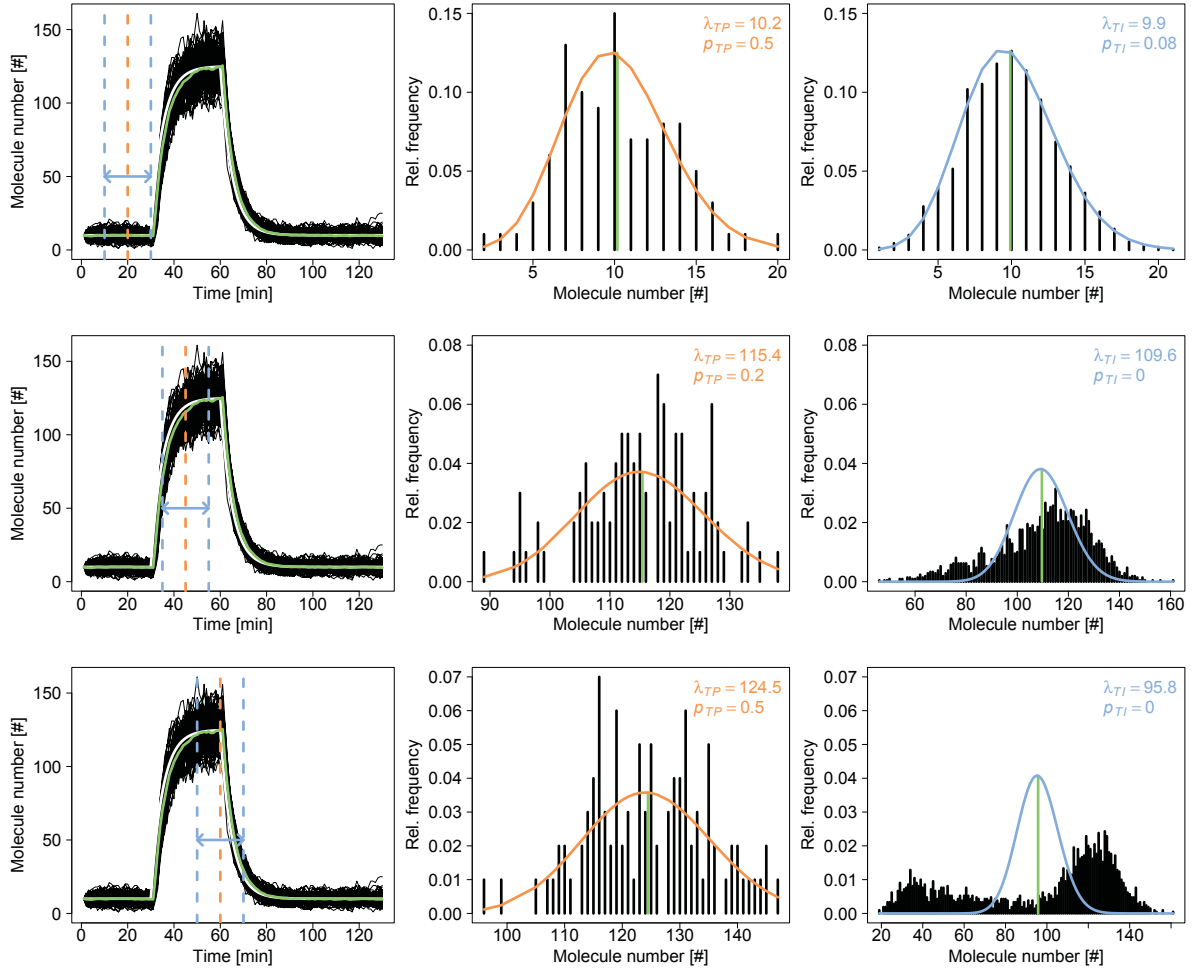 Molecule number [#]
150
100
50
0
0 20 40 60 80 100 120
Time [min]
Rel. frequency
0.15
0.10
0.05
0.00
λTP = 10.2
pTP = 0.5
5 10 15 20
Molecule number [#]
Rel. frequency
0.15
0.10
0.05
0.00
λTI = 9.9
pTI = 0.08
5 10 15 20
Molecule number [#]
Molecule number [#]
150
100
50
0
0 20 40 60 80 100 120
Time [min]
Rel. frequency
0.08
0.06
0.04
0.02
0.00
λTP = 115.4
pTP = 0.2
90 100 110 120 130
Molecule number [#]
Rel. frequency
0.08
0.06
0.04
0.02
0.00
λTI = 109.6
pTI = 0
60 80 100 120 140 160
Molecule number [#]
Molecule number [#]
150
100
50
0
0 20 40 60 80 100 120
Time [min]
Rel. frequency
0.07
0.06
0.05
0.04
0.03
0.02
0.01
0.00
λTP = 124.5
pTP = 0.5
100 110 120 130 140
Molecule number [#]
Rel. frequency
0.07
0.06
0.05
0.04
0.03
0.02
0.01
0.00
λTI = 95.8
pTI = 0
20 40 60 80 100 120 140
Molecule number [#]